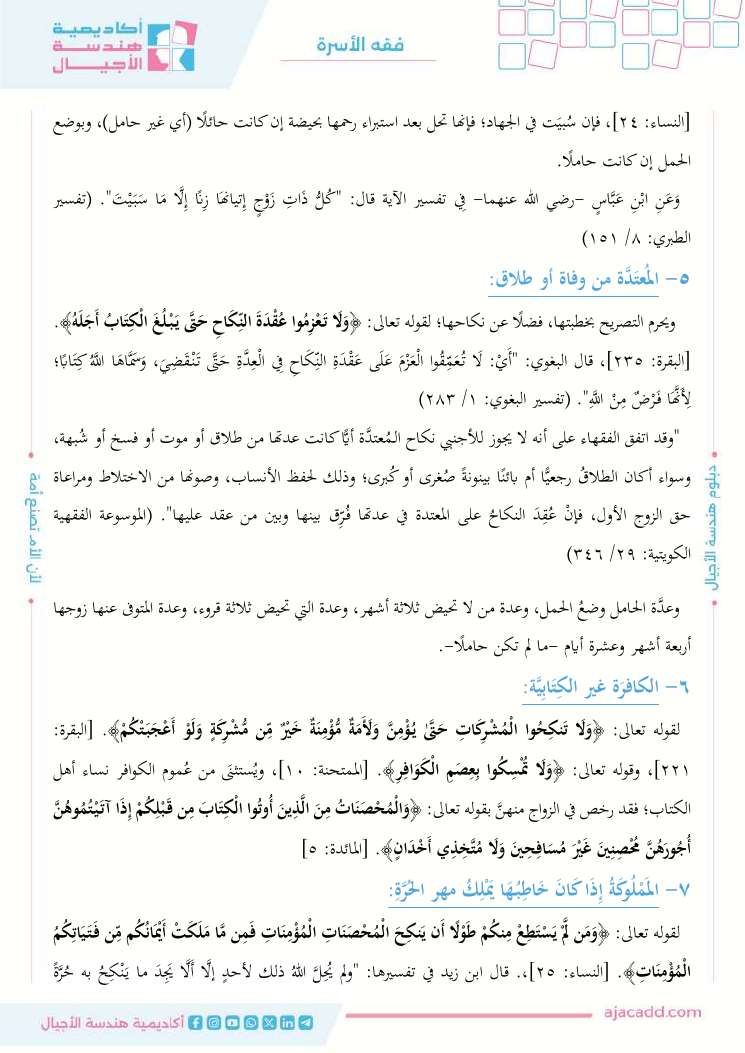 أكاديمية
هندسة
الأجيال
فقه الأسرة
[النساء: ٢٤]، فإن سُبيَت في الجهاد؛ فإنها تحل بعد استبراء رحمها بحيضة إن كانت حائلًا (أي غير حامل)، وبوضع
الحمل إن كانت حاملًا.
وَعَنِ ابْنِ عَبَّاسٍ -رضي الله عنهما- فِي تفسير الآية قال: "كُلُّ ذَاتِ زَوْجٍ إِتيانهَا زِنًا إِلَّا مَا سَبَيْتَ". (تفسير
الطبري: ٨/ ١٥١)
٥- المُعتَدَّة من وفاة أو طلاق:
ويحرم التصريح بخطبتها، فضلًا عن نكاحها؛ لقوله تعالى: ﴿وَلَا تَعْزِمُوا عُقْدَةَ النِّكَاحِ حَتَّى يَبْلُغَ الْكِتَابُ أَجَلَهُ﴾.
[البقرة: ٢٣٥]، قال البغوي: "أَيْ: لَا تُعَمِّقُوا الْعَزْمَ عَلَى عَقْدَةِ النِّكَاحِ فِي الْعِدَّةِ حَتَّى تَنْقَضِيَ، وَسَمَّاهَا اللَّهُ كِتَابًا؛
لِأَنَّهَا فَرْضٌ مِنْ اللَّهِ". (تفسير البغوي: ١/ ٢٨٣)
"وقد اتفق الفقهاء على أنه لا يجوز للأجنبي نكاح المُعتدَّة أيًّا كانت عدتها من طلاق أو موت أو فسخ أو شُبهة،
وسواء أكان الطلاقُ رجعيًّا أم بائنًا بينونةً صُغرى أو كُبرى؛ وذلك لحفظ الأنساب، وصونها من الاختلاط ومراعاة
حق الزوج الأول، فإنْ عُقِدَ النكاحُ على المعتدة في عدتها فُرِّق بينها وبين من عقد عليها". (الموسوعة الفقهية
الكويتية: ٢٩/ ٣٤٦)
وعدَّة الحامل وضعُ الحمل، وعدة من لا تحيض ثلاثة أشهر، وعدة التي تحيض ثلاثة قروء، وعدة المتوفى عنها زوجها
أربعة أشهر وعشرة أيام -ما لم تكن حاملًا-.
٦- الكافرَة غير الكِتَابِيَّة:
لقوله تعالى: ﴿وَلَا تَنكِحُوا الْمُشْرِكَاتِ حَتَّىٰ يُؤْمِنَّ وَلَأَمَةٌ مُّؤْمِنَةٌ خَيْرٌ مِّن مُّشْرِكَةٍ وَلَوْ أَعْجَبَتْكُمْ﴾. [البقرة:
٢٢١]، وقوله تعالى: ﴿وَلَا تُمْسِكُوا بِعِصَمِ الْكَوَافِرِ﴾. [الممتحنة: ١٠]، ويُستثنَى من عُموم الكوافر نساء أهل
الكتاب؛ فقد رخص في الزواج منهنَّ بقوله تعالى: ﴿وَالْمُحْصَنَاتُ مِنَ الَّذِينَ أُوتُوا الْكِتَابَ مِن قَبْلِكُمْ إِذَا آتَيْتُمُوهُنَّ
أُجُورَهُنَّ مُحْصِنِينَ غَيْرَ مُسَافِحِينَ وَلَا مُتَّخِذِي أَخْدَانٍ﴾. [المائدة: ٥]
٧- المَمْلُوكَةُ إِذَا كَانَ خَاطِبُهَا يَمْلِكُ مهر الحُرَّةِ:
لقوله تعالى: ﴿وَمَن لَّمْ يَسْتَطِعْ مِنكُمْ طَوْلًا أَن يَنكِحَ الْمُحْصَنَاتِ الْمُؤْمِنَاتِ فَمِن مَّا مَلَكَتْ أَيْمَانُكُم مِّن فَتَيَاتِكُمُ
الْمُؤْمِنَاتِ﴾. [النساء: ٢٥]،. قال ابن زيد في تفسيرها: "ولم يُحِلَّ اللهُ ذلك لأحدٍ إلَّا أَلَّا يَجِدَ ما يَنْكِحُ به حُرَّةً
دبلوم هندسة الأجيال
لأن الأم تصنع أمة
ajacadd.com
أكاديمية هندسة الأجيال